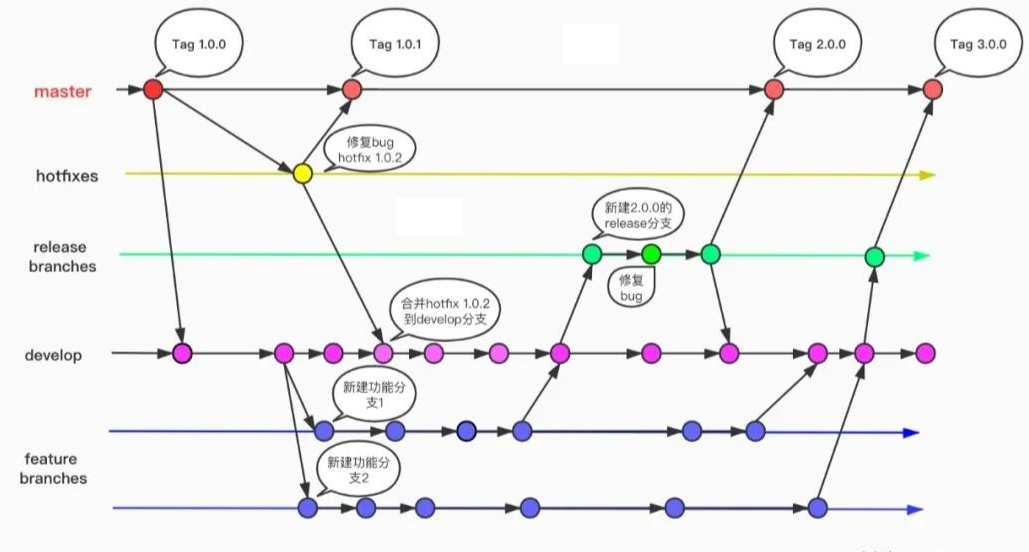 Tag 1.0.0
Tag 1.0.1
Tag 2.0.0
Tag 3.0.0
master
修复bug
hotfix 1.0.2
hotfixes
新建2.0.0的
release分支
release
branches
修复
bug
合并hotfix 1.0.2
到develop分支
develop
新建功能分
支1
feature
branches
新建功能分
支2